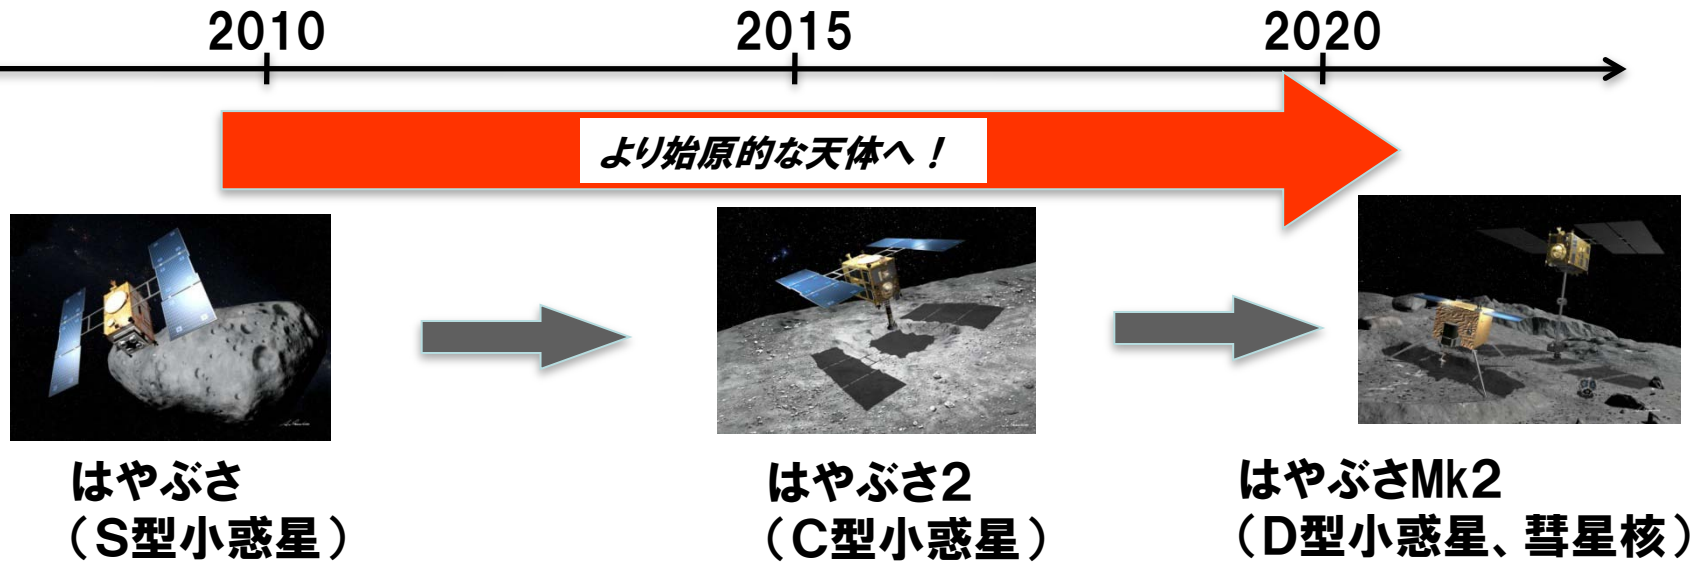 2010 2015 2020
より始原的な天体へ！
はやぶさ
（S型小惑星）
はやぶさ２
（C型小惑星）
はやぶさMk２
（D型小惑星、彗星核）